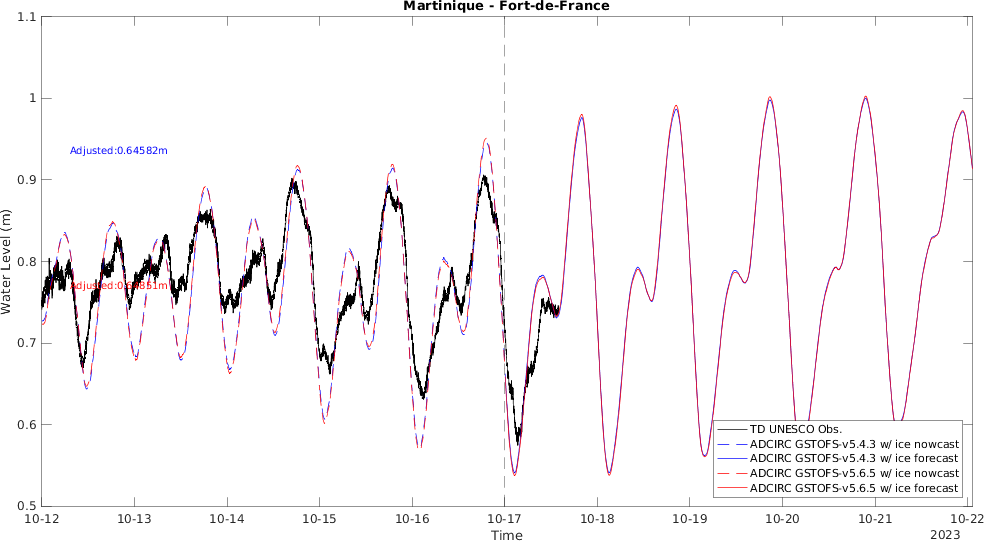 Martinique - Fort-de-France
1.1
1
0.9
0.8
0.7
0.6
0.5
Water Level (m)
Adjusted:0.64582m
TD UNESCO Obs.
ADCIRC GSTOFS-v5.4.3 w/ ice nowcast
ADCIRC GSTOFS-v5.4.3 w/ ice forecast
ADCIRC GSTOFS-v5.6.5 w/ ice nowcast
ADCIRC GSTOFS-v5.6.5 w/ ice forecast
10-12 10-13 10-14 10-15 10-16 10-17 10-18 10-19 10-20 10-21 10-22
Time
2023